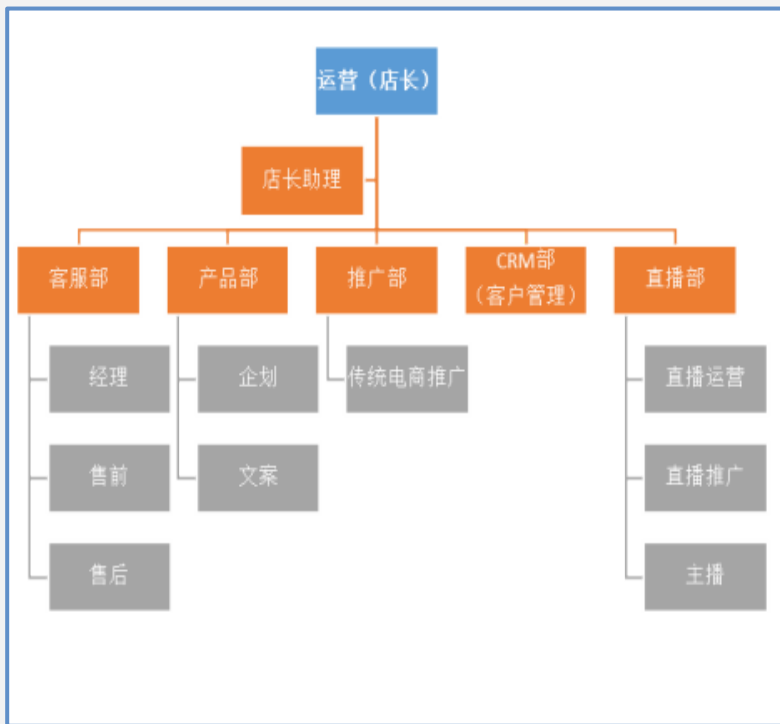 运营（店长）
店长助理
客服部
产品部
推广部
CRM部
（客户管理）
直播部
经理
企划
传统电商推广
直播运营
售前
文案
直播推广
售后
主播